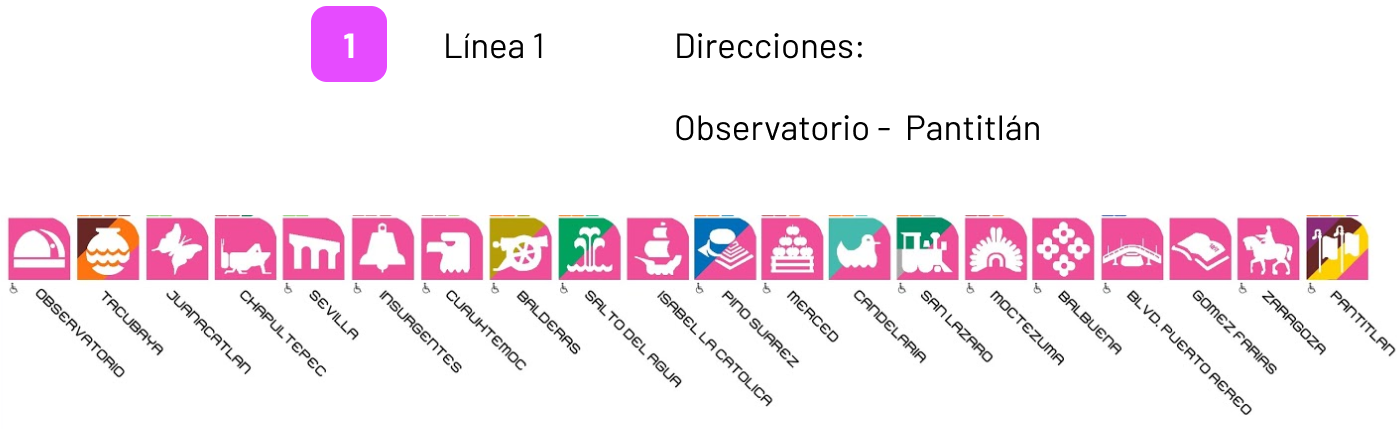 1 Línea 1 Direcciones:
Observatorio - Pantitlán
OBSERVATORIO
TACUBAYA
JUANACATLAN
CHAPULTEPEC
SEVILLA
INSURGENTES
CUAUHTEMOC
BALDERAS
SALTO DEL AGUA
ISABEL LA CATOLICA
PINO SUAREZ
MERCED
CANDELARIA
SAN LAZARO
MOCTEZUMA
BALBUENA
BLVD. PUERTO AEREO
GOMEZ FARIAS
ZARAGOZA
PANTITLAN